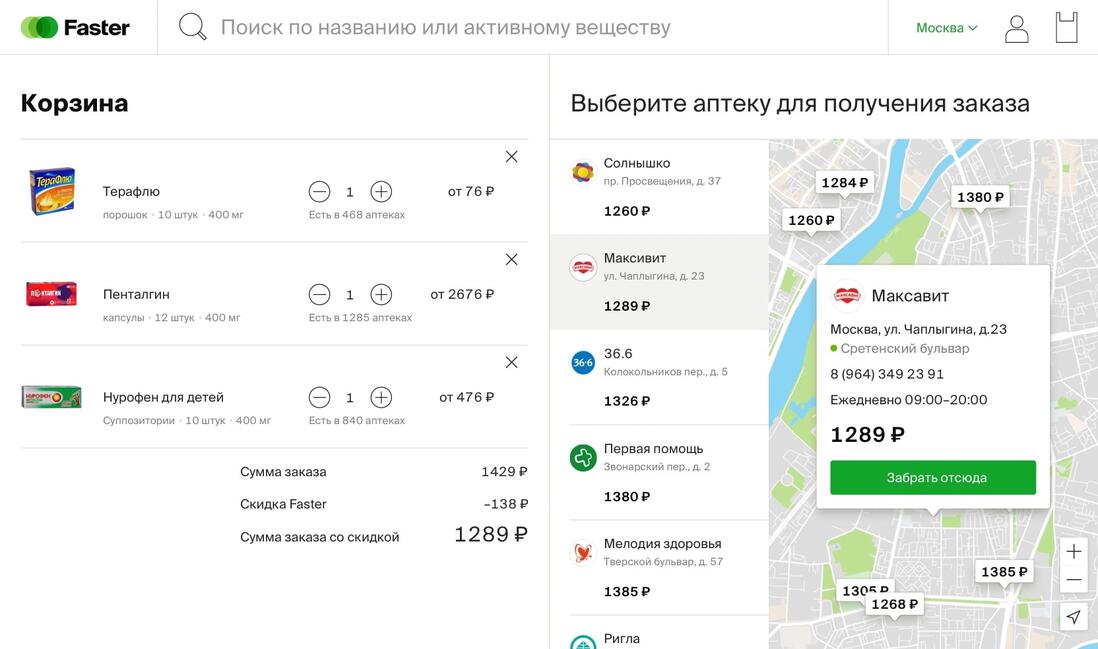 Faster
Поиск по названию или активному веществу
Москва
Корзина
ТераФлю
Терафлю
порошок · 10 штук · 400 мг
1
Есть в 468 аптеках
от 76 ₽
Пенталгин
капсулы · 12 штук · 400 мг
1
Есть в 1285 аптеках
от 2676 ₽
НУРОФЕН
Нурофен для детей
Суппозитории · 10 штук · 400 мг
1
Есть в 840 аптеках
от 476 ₽
Сумма заказа 1429 ₽
Скидка Faster –138 ₽
Сумма заказа со скидкой 1289 ₽
Выберите аптеку для получения заказа
Солнышко
пр. Просвещения, д. 37
1260 ₽
МАКСАВИТ
Максивит
ул. Чаплыгина, д. 23
1289 ₽
36·6
36.6
Колокольников пер., д. 5
1326 ₽
Первая помощь
Звонарский пер., д. 2
1380 ₽
Мелодия здоровья
Тверской бульвар, д. 57
1385 ₽
Ригла
1284 ₽
1380 ₽
1260 ₽
МАКСАВИТ
Максавит
Москва, ул. Чаплыгина, д.23
Сретенский бульвар
8 (964) 349 23 91
Ежедневно 09:00–20:00
1289 ₽
Забрать отсюда
1385 ₽
1305 ₽
1268 ₽